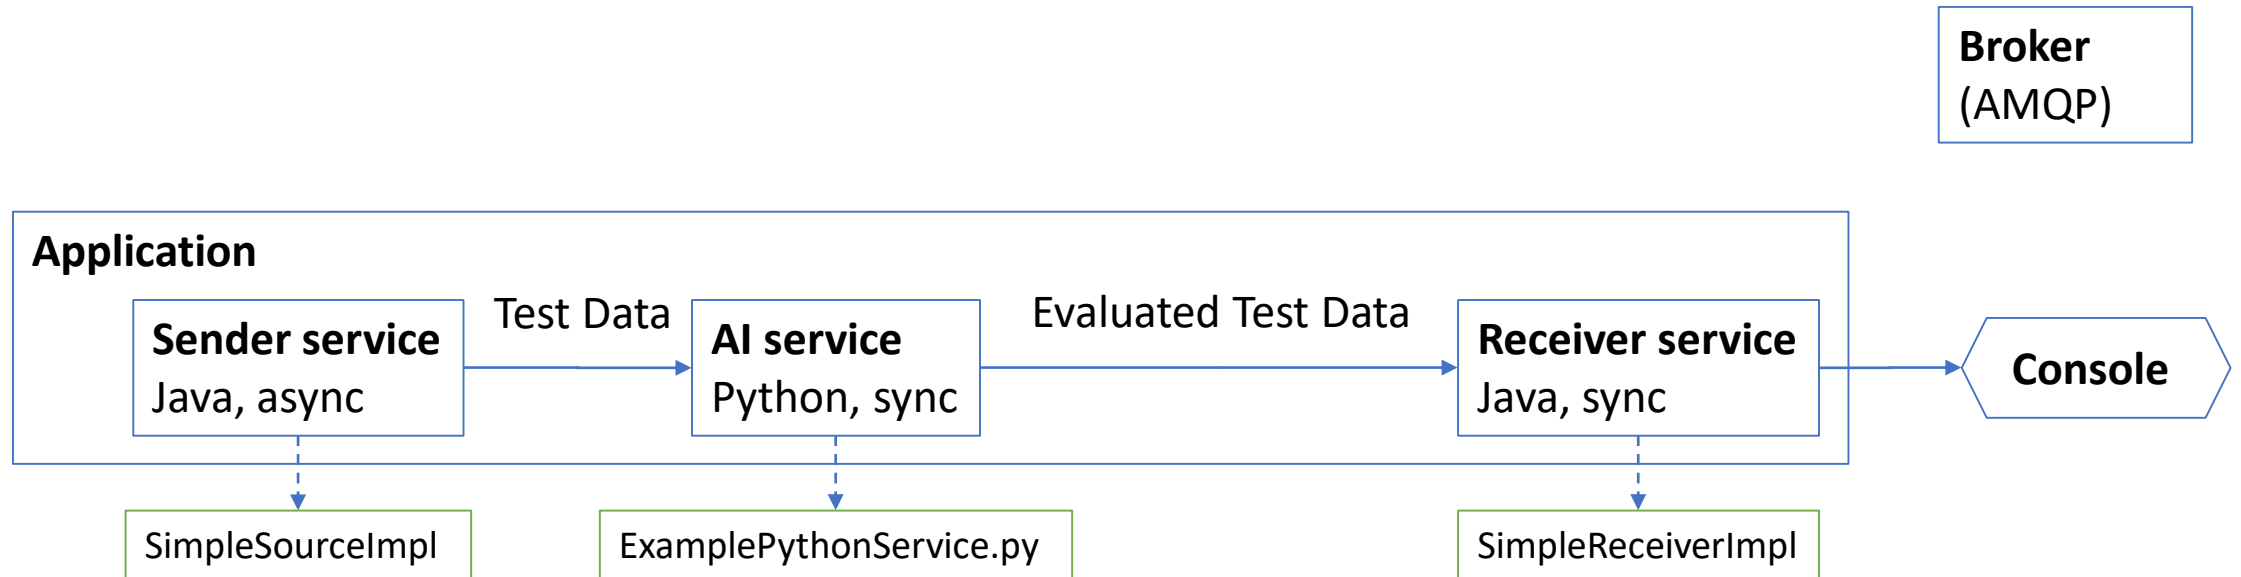 Broker
(AMQP)
Application
Sender service
Java, async
Test Data
AI service
Python, sync
Evaluated Test Data
Receiver service
Java, sync
Console
SimpleSourceImpl
ExamplePythonService.py
SimpleReceiverImpl